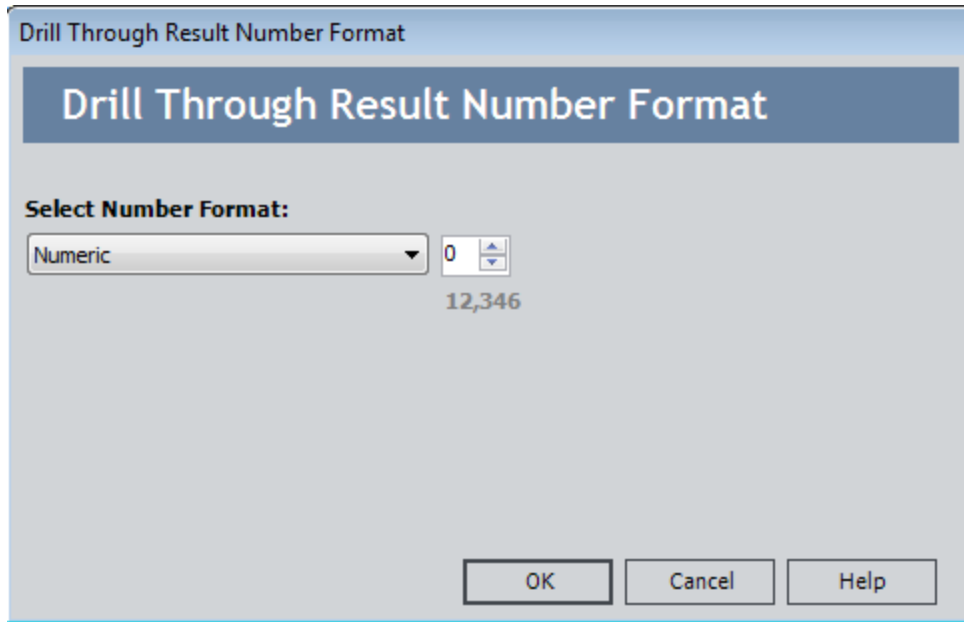 Drill Through Result Number Format
Drill Through Result Number Format
Select Number Format:
Numeric 0
12,346
OK Cancel Help